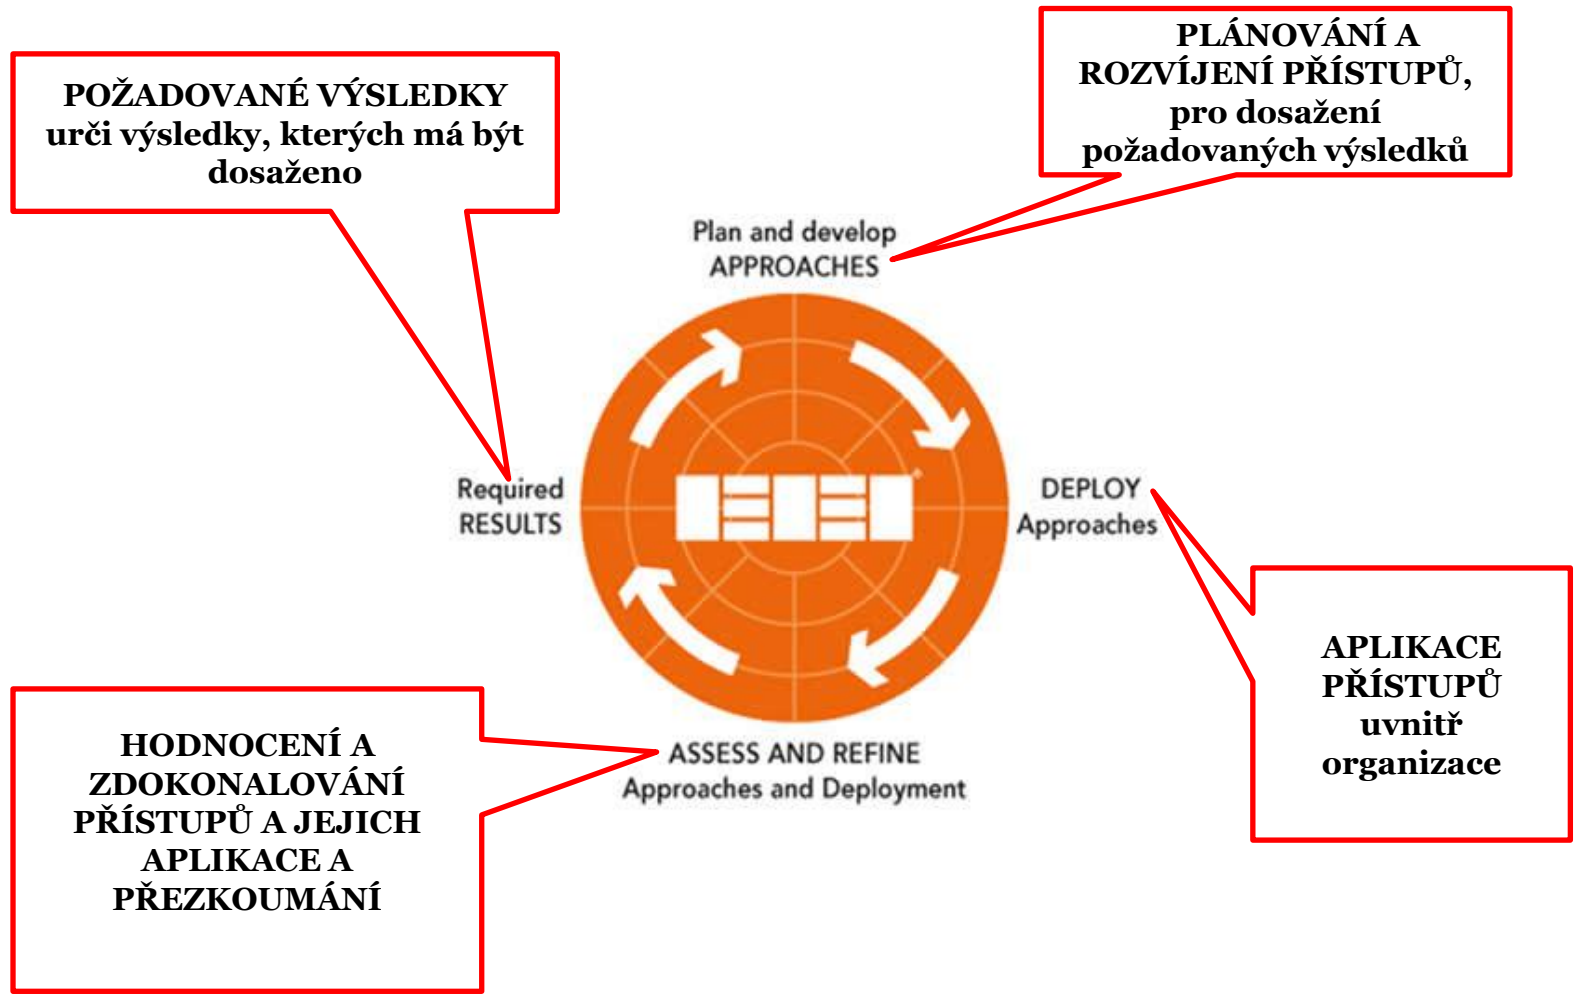 POŽADOVANÉ VÝSLEDKY
urči výsledky, kterých má být
dosaženo
PLÁNOVÁNÍ A
ROZVÍJENÍ PŘÍSTUPŮ,
pro dosažení
požadovaných výsledků
Plan and develop
APPROACHES
Required
RESULTS
DEPLOY
Approaches
APLIKACE
PŘÍSTUPŮ
uvnitř
organizace
HODNOCENÍ A
ZDOKONALOVÁNÍ
PŘÍSTUPŮ A JEJICH
APLIKACE A
PŘEZKOUMÁNÍ
ASSESS AND REFINE
Approaches and Deployment